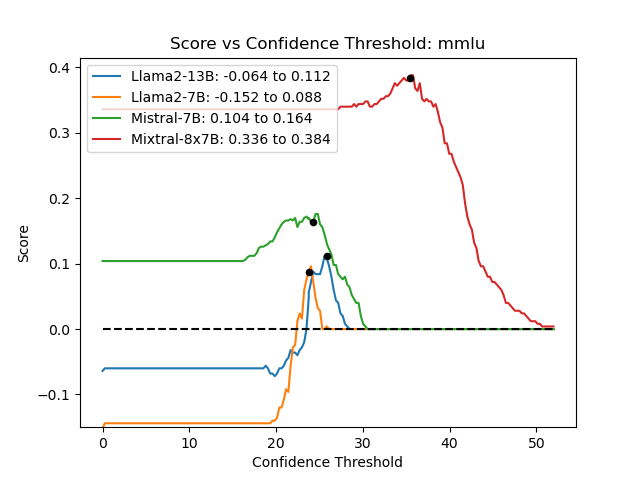 Score vs Confidence Threshold: mmlu
Llama2-13B: -0.064 to 0.112
Llama2-7B: -0.152 to 0.088
Mistral-7B: 0.104 to 0.164
Mixtral-8x7B: 0.336 to 0.384
0.4
0.3
0.2
0.1
0.0
−0.1
Score
0 10 20 30 40 50
Confidence Threshold